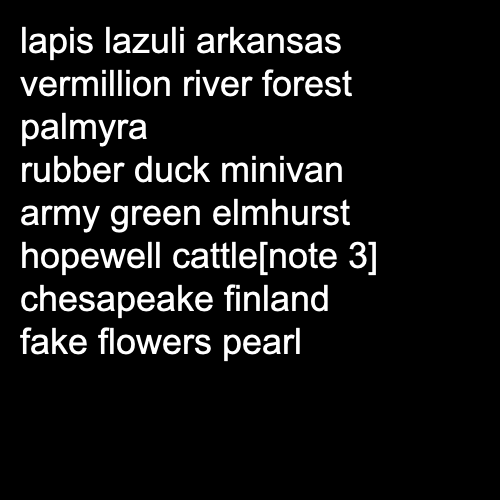 lapis lazuli arkansas
vermillion river forest
palmyra
rubber duck minivan
army green elmhurst
hopewell cattle[note 3]
chesapeake finland
fake flowers pearl